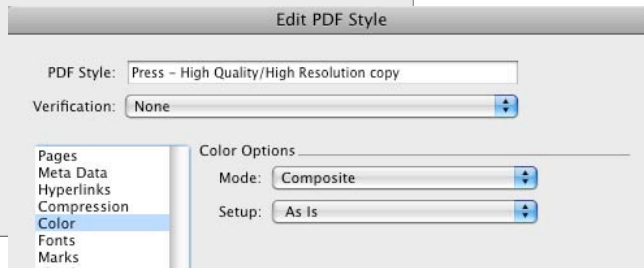 Edit PDF Style
PDF Style: Press – High Quality/High Resolution copy
Verification: None
Pages
Meta Data
Hyperlinks
Compression
Color
Fonts
Marks
Color Options
Mode: Composite
Setup: As Is